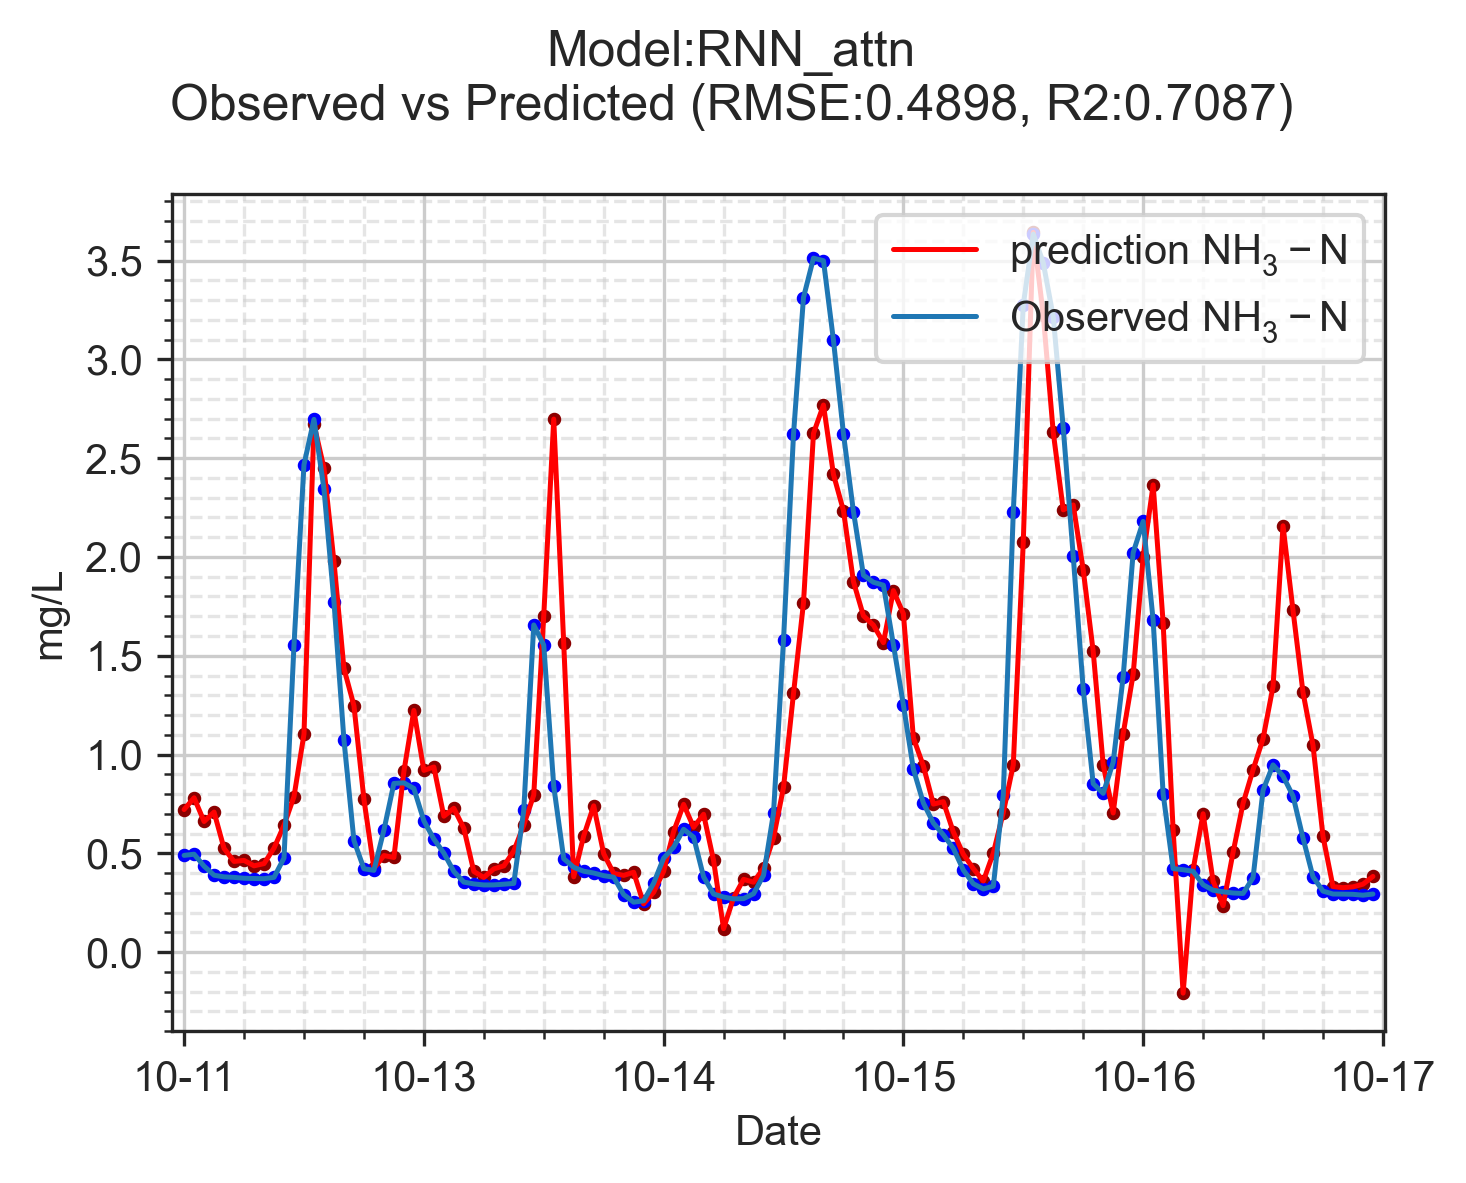 Model:RNN_attn
Observed vs Predicted (RMSE:0.4898, R2:0.7087)
prediction NH₃ − N
Observed NH₃ − N
3.5
3.0
2.5
2.0
1.5
1.0
0.5
0.0
mg/L
10-11 10-13 10-14 10-15 10-16 10-17
Date